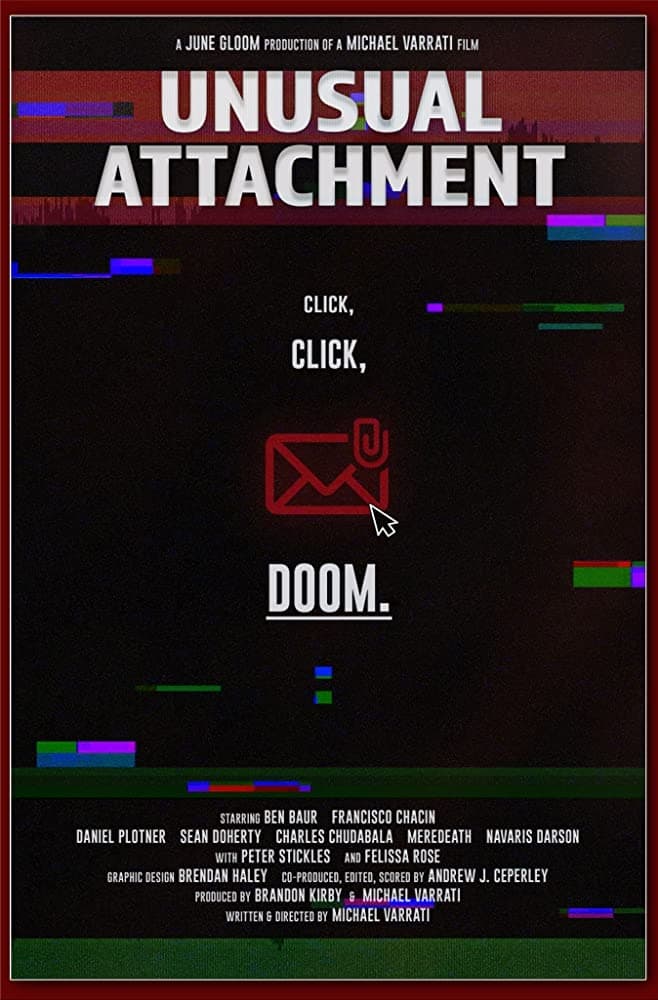 A JUNE GLOOM PRODUCTION OF A MICHAEL VARRATI FILM
UNUSUAL
ATTACHMENT
CLICK,
CLICK,
DOOM.
STARRING BEN BAUR FRANCISCO CHACIN
DANIEL PLOTNER SEAN DOHERTY CHARLES CHUDABALA MEREDEATH NAVARIS DARSON
WITH PETER STICKLES AND FELISSA ROSE
GRAPHIC DESIGN BRENDAN HALEY CO-PRODUCED, EDITED, SCORED BY ANDREW J. CEPERLEY
PRODUCED BY BRANDON KIRBY & MICHAEL VARRATI
WRITTEN & DIRECTED BY MICHAEL VARRATI